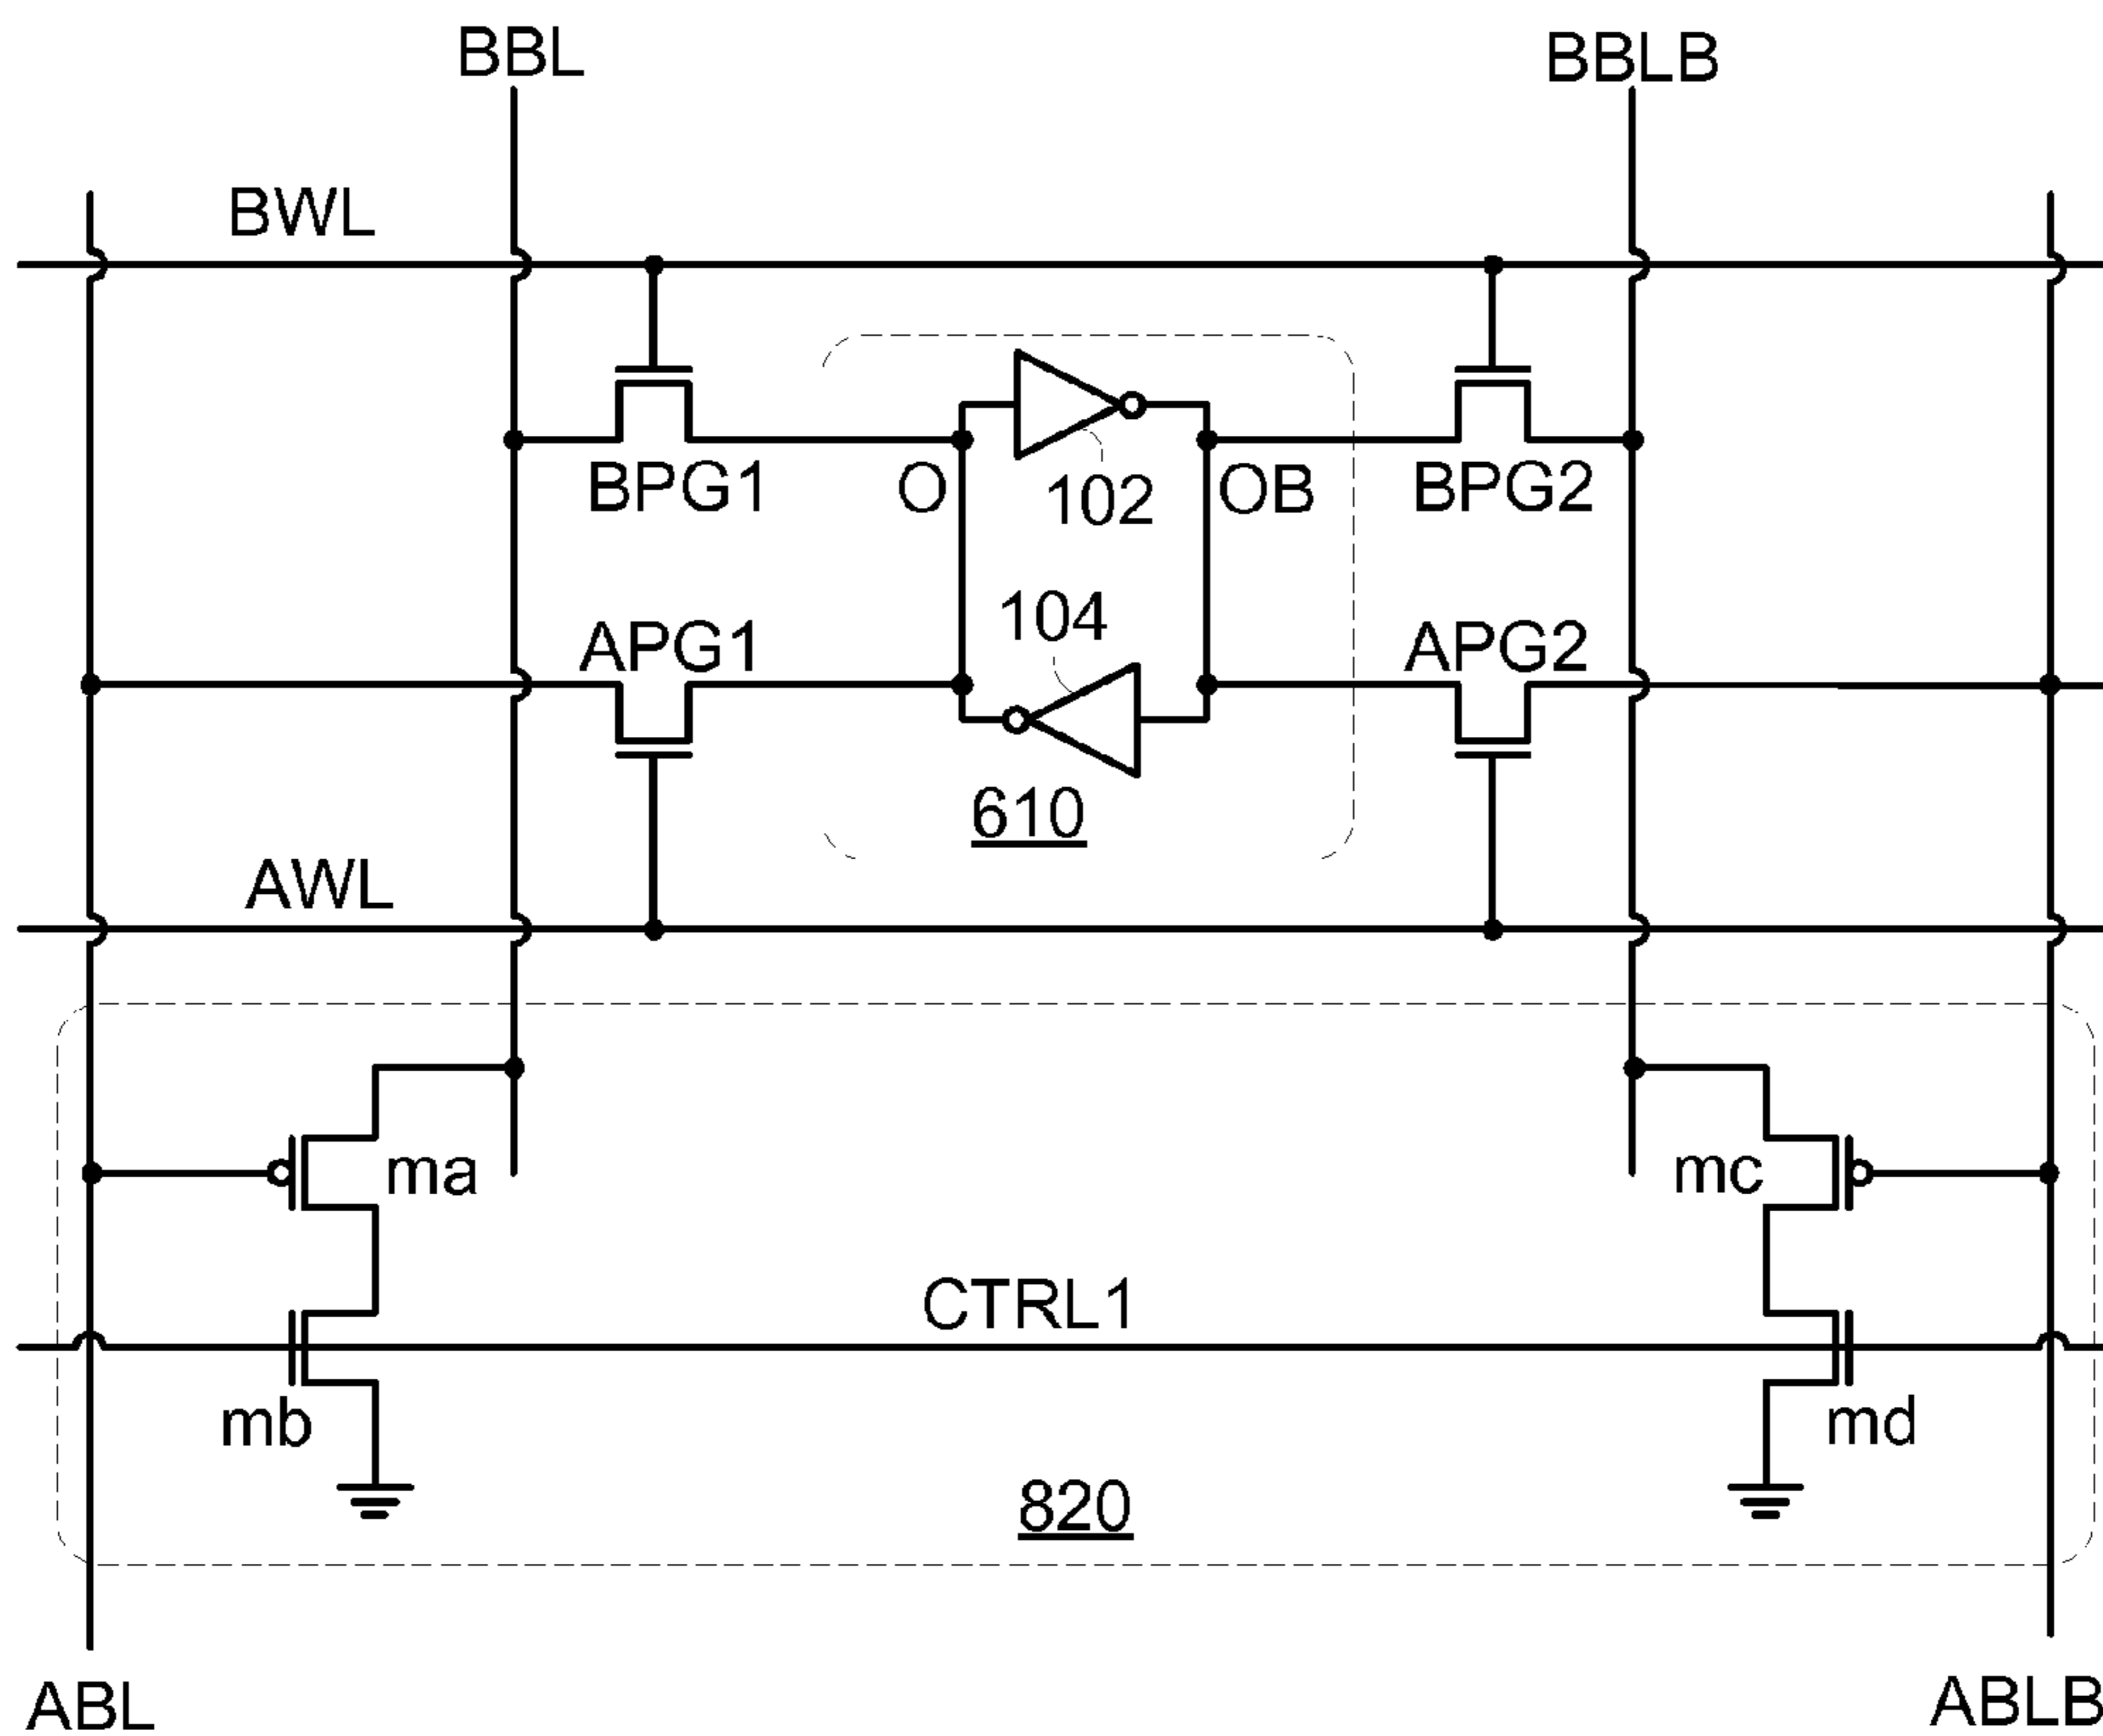 BBL
BBLB
BWL
BPG1
O
102
OB
BPG2
104
APG1
APG2
610
AWL
ma
mc
CTRL1
mb
md
820
ABL
ABLB